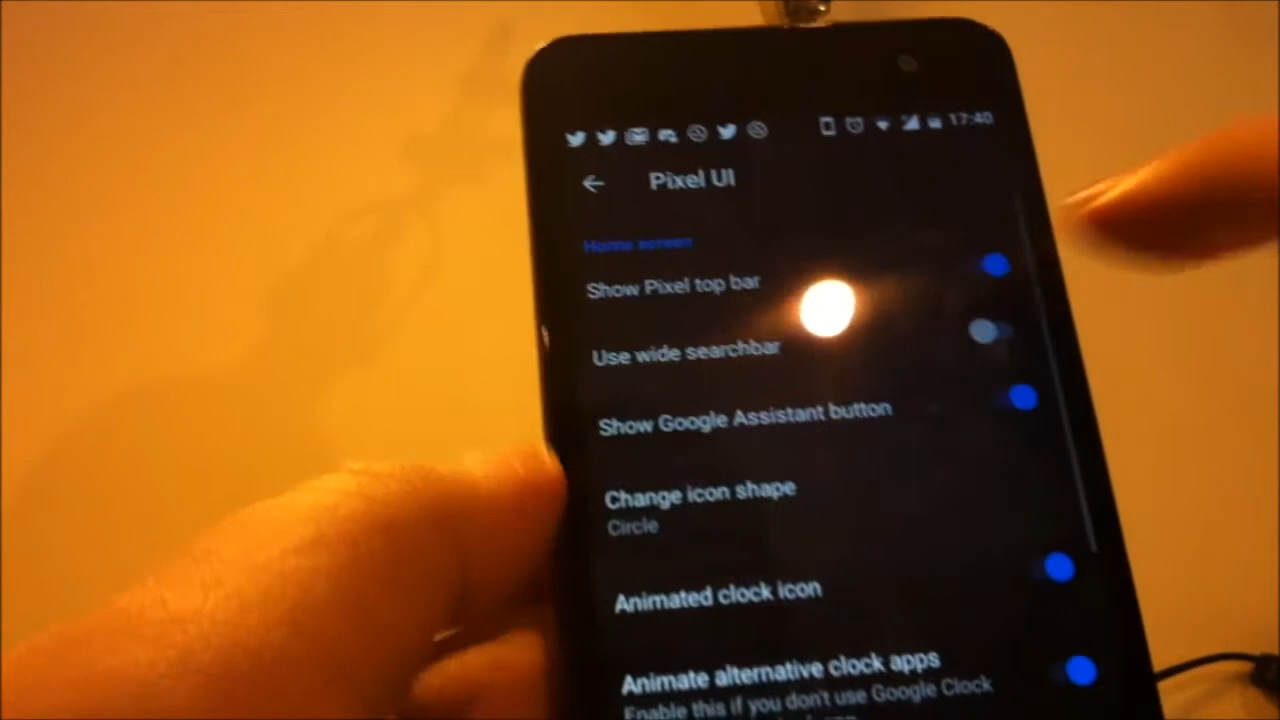 17:40
Pixel UI
Home screen
Show Pixel top bar
Use wide searchbar
Show Google Assistant button
Change icon shape
Circle
Animated clock icon
Animate alternative clock apps
Enable this if you don't use Google Clock